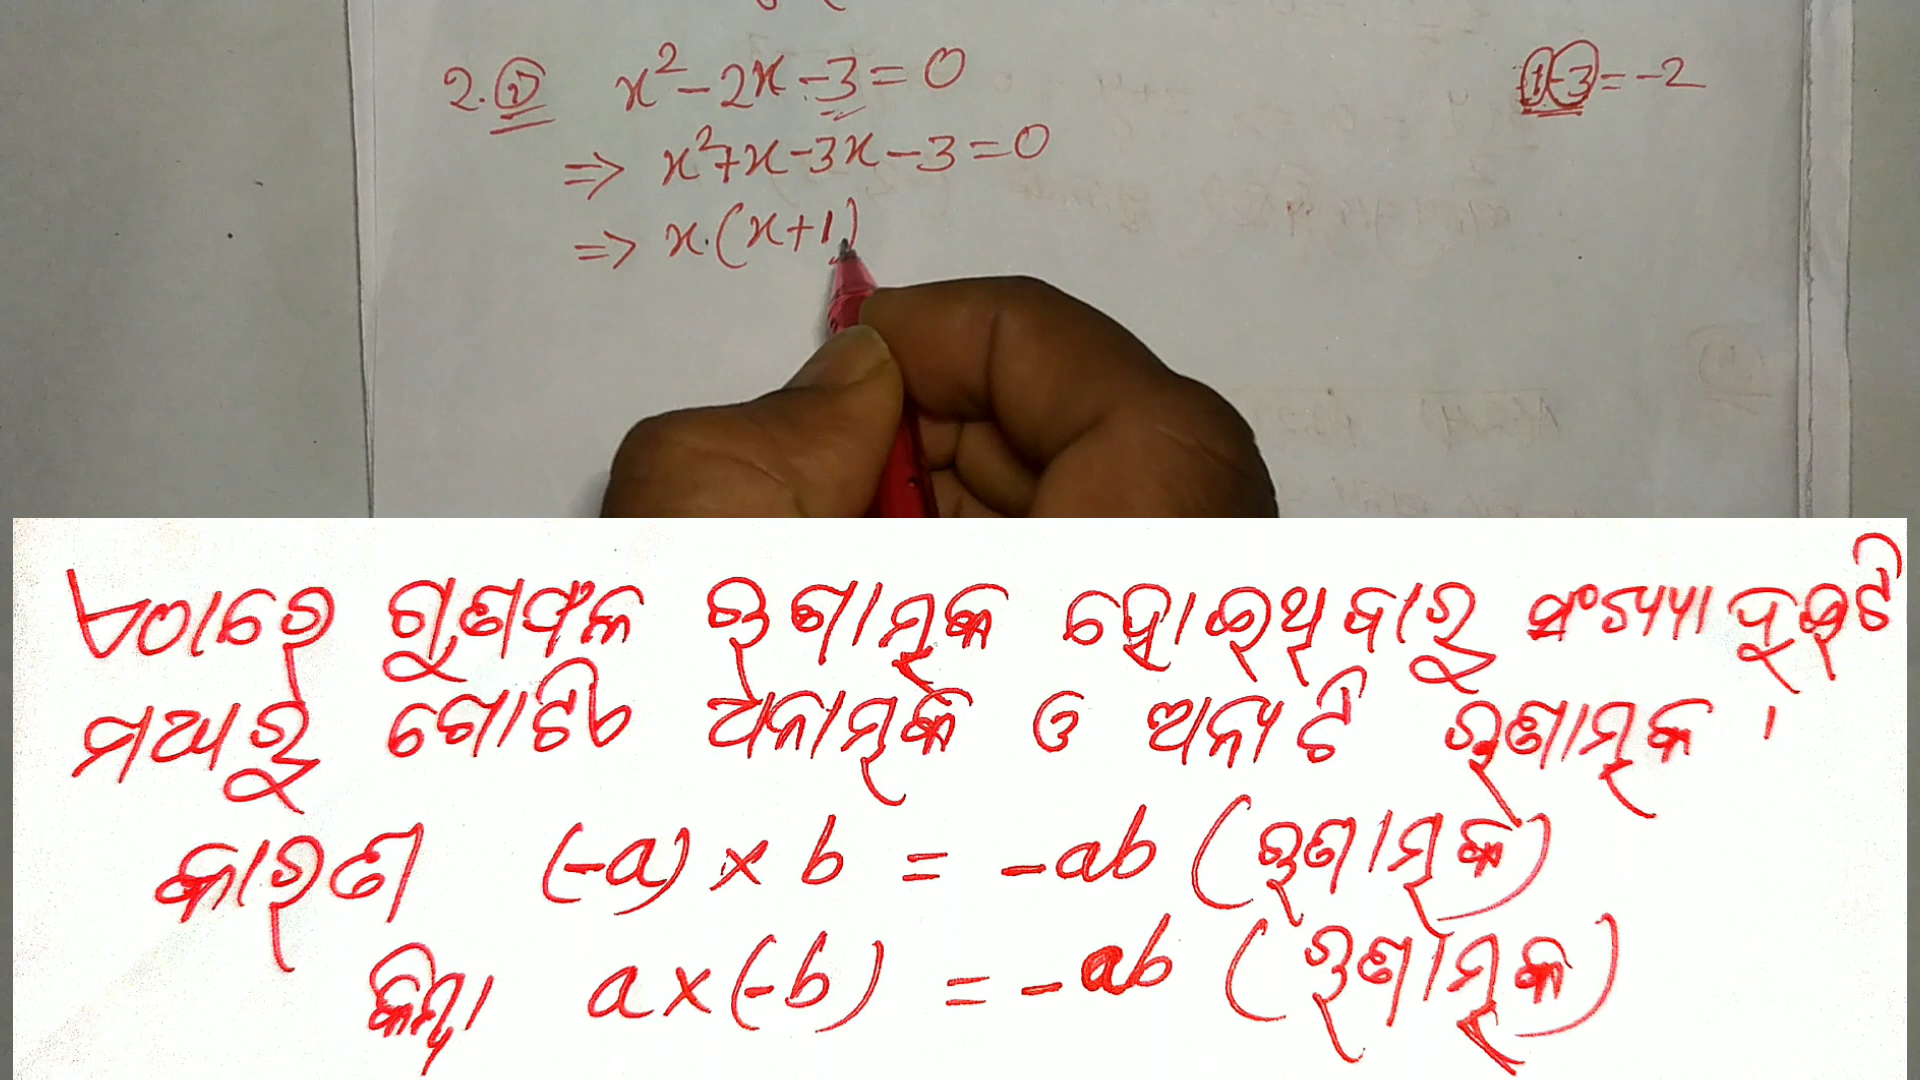 2. x² - 2x - 3 = 0
1 - 3 = -2
⇒ x² + x - 3x - 3 = 0
⇒ x.(x+1)
ଏଠାରେ ଗୁଣଫଳ ଋଣାତ୍ମକ ହୋଇଥିବାରୁ ସଂଖ୍ୟା ଦୁଇଟି
ମଧ୍ୟରୁ ଗୋଟିଏ ଧନାତ୍ମକ ଓ ଅନ୍ୟଟି ଋଣାତ୍ମକ ।
କାରଣ (-a) × b = -ab (ଋଣାତ୍ମକ)
କିମ୍ବା a × (-b) = -ab (ଋଣାତ୍ମକ)